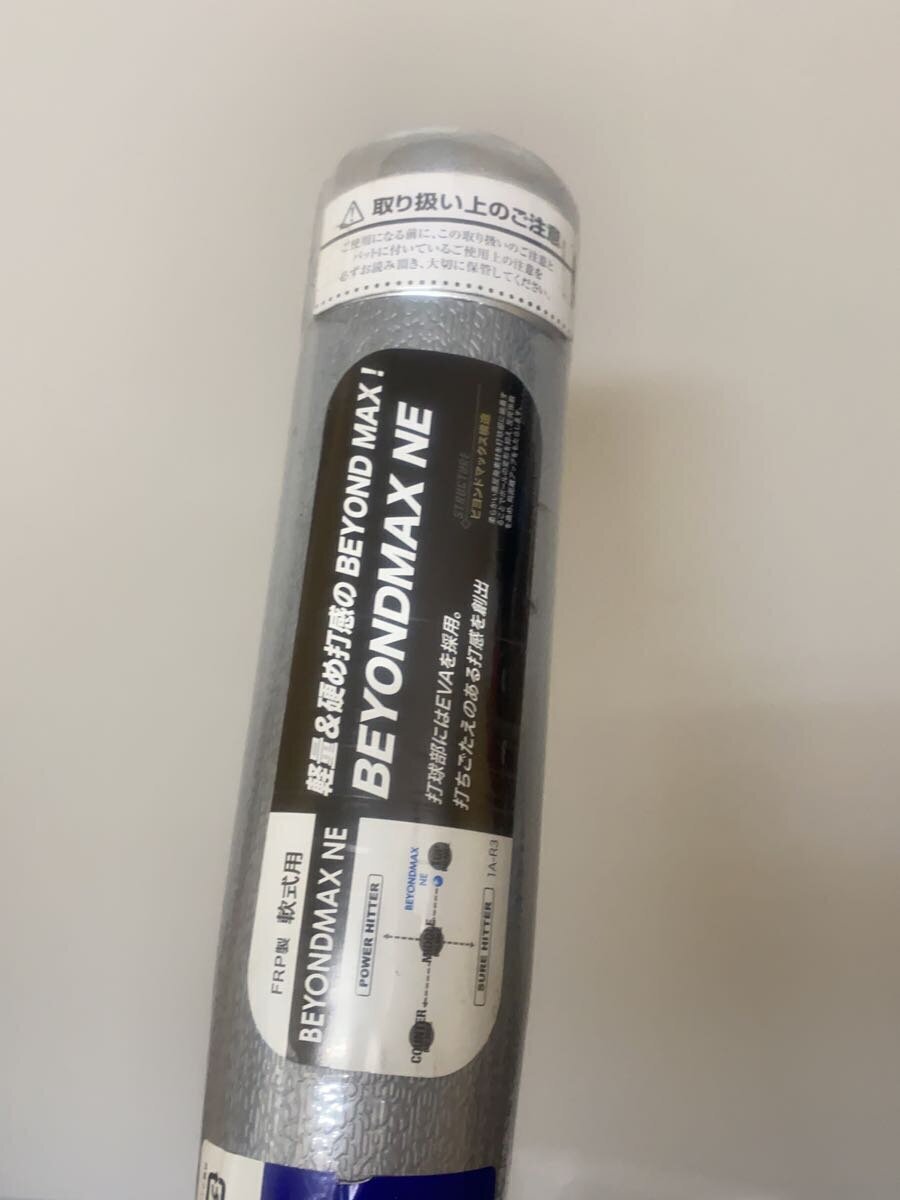 取り扱い上のご注意
ご使用になる前に、この取り扱いのご注意と
バットに付いているご使用上の注意を
必ずお読み頂き、大切に保管してください。
軽量&硬め打感のBEYOND MAX!
BEYONDMAX NE
打球部にはEVAを採用。
打ちごたえのある打感を創出
◇STRUCTURE
ビヨンドマックス構造
FRP製 軟式用
BEYONDMAX NE
POWER HITTER
BEYONDMAX
NE
COUNTER
MIDDLE
SURE HITTER
1A-R3